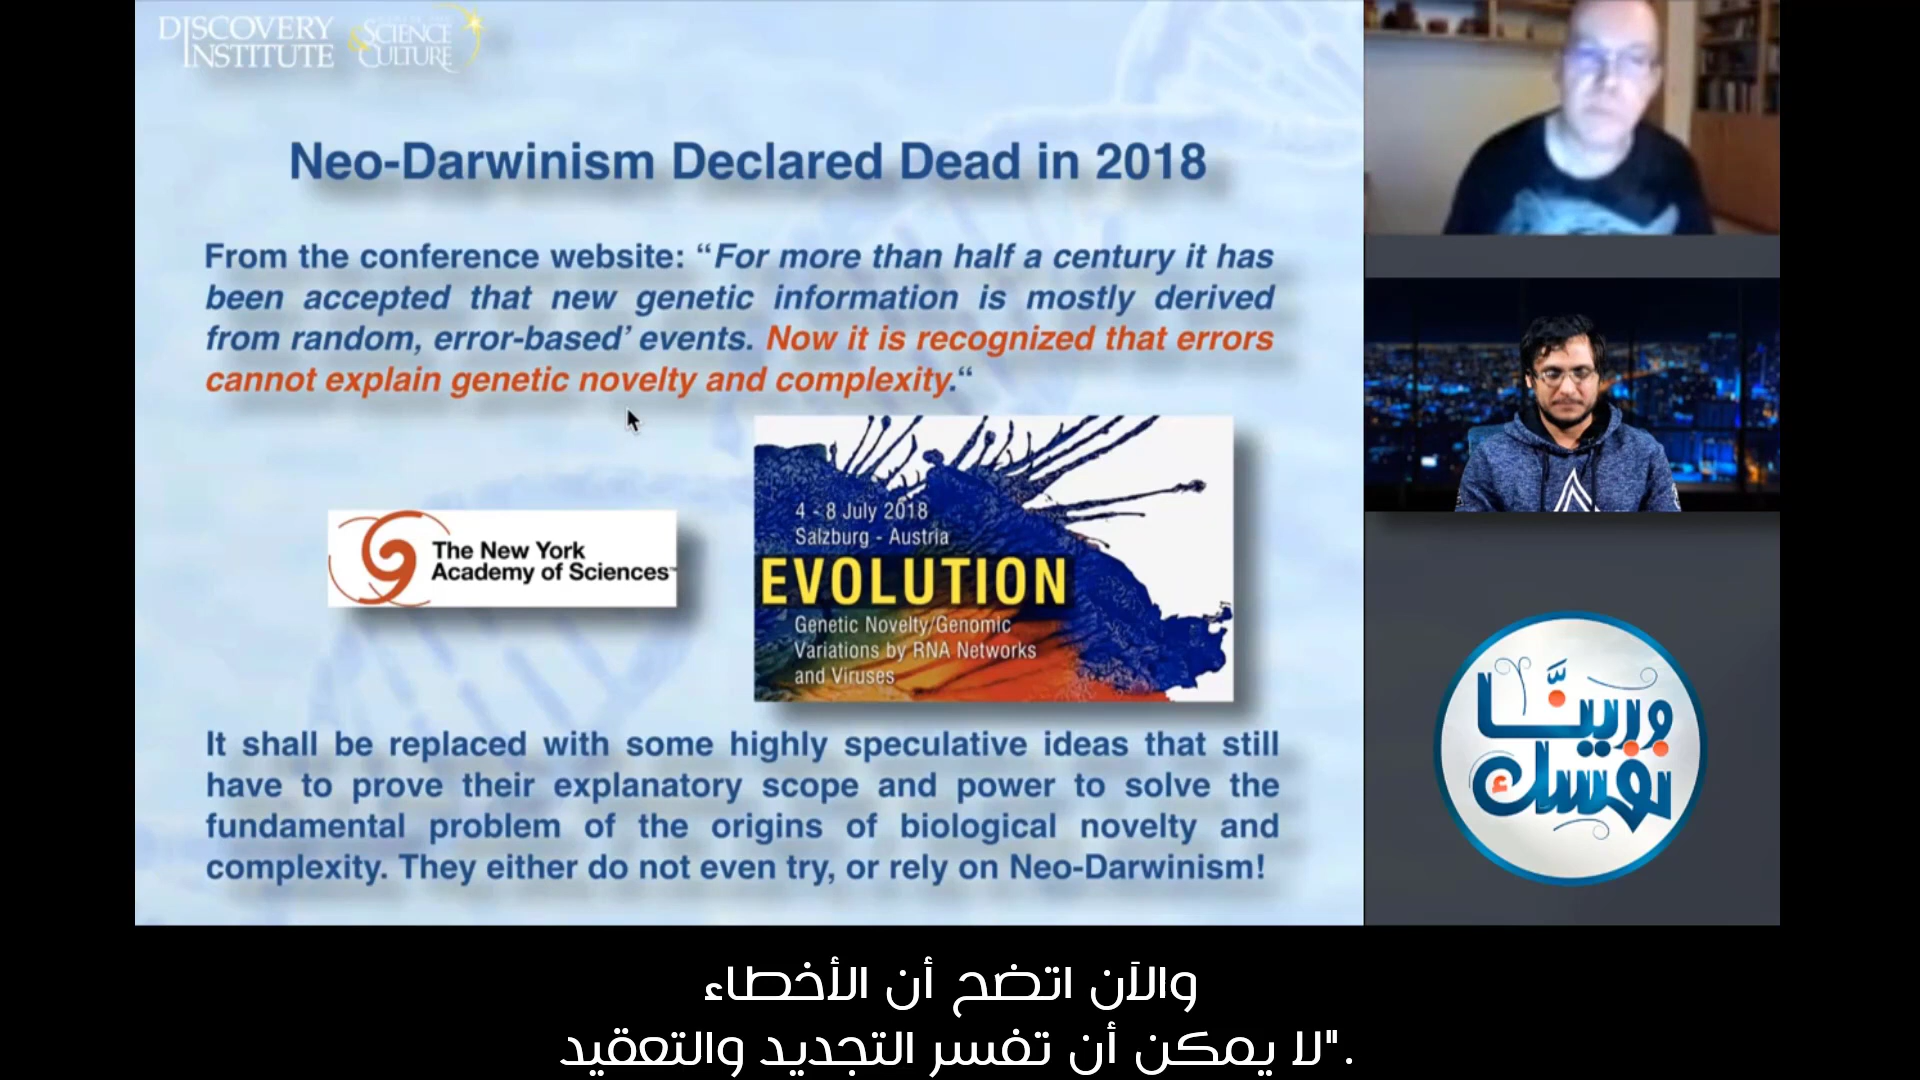 DISCOVERY
INSTITUTE
SCIENCE
& CULTURE
Neo-Darwinism Declared Dead in 2018
From the conference website: “For more than half a century it has
been accepted that new genetic information is mostly derived
from random, error-based’ events. Now it is recognized that errors
cannot explain genetic novelty and complexity.“
The New York
Academy of Sciences
4 - 8 July 2018
Salzburg - Austria
EVOLUTION
Genetic Novelty/Genomic
Variations by RNA Networks
and Viruses
It shall be replaced with some highly speculative ideas that still
have to prove their explanatory scope and power to solve the
fundamental problem of the origins of biological novelty and
complexity. They either do not even try, or rely on Neo-Darwinism!
ورينا
نفسك
والآن اتضح أن الأخطاء
لا يمكن أن تفسر التجديد والتعقيد".